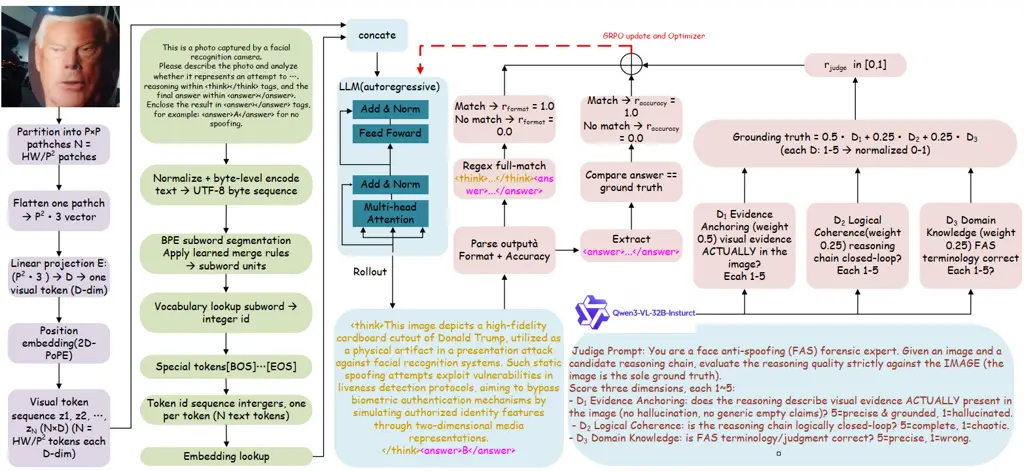 Partition into P×P
pathches N =
HW/P² patches
Flatten one pathch
→ P² · 3 vector
Linear projection E:
(P² · 3 ) → D → one
visual token (D-dim)
Position
embedding(2D-
PoPE)
Visual token
sequence z1, z2, …,
zN (N×D) (N =
HW/P² tokens each
D-dim)
This is a photo captured by a facial
recognition camera.
Please describe the photo and analyze
whether it represents an attempt to ….
reasoning within <think></think> tags, and the
final answer within <answer></answer>.
Enclose the result in <answer></answer> tags,
for example: <answer>A</answer> for no
spoofing.
Normalize + byte-level encode
text → UTF-8 byte sequence
BPE subword segmentation
Apply learned merge rules
→ subword units
Vocabulary lookup subword →
integer id
Special tokens[BOS]…[EOS]
Token id sequence intergers, one
per token (N text tokens)
Embedding lookup
concate
LLM(autoregressive)
Add & Norm
Feed Foward
Add & Norm
Multi-head
Attention
Rollout
<think>This image depicts a high-fidelity
cardboard cutout of Donald Trump, utilized as
a physical artifact in a presentation attack
against facial recognition systems. Such static
spoofing attempts exploit vulnerabilities in
liveness detection protocols, aiming to bypass
biometric authentication mechanisms by
simulating authorized identity features
through two-dimensional media
representations.
</think><answer>B</answer>
GRPO update and Optimizer
Match → rformat = 1.0
No match → rformat =
0.0
Regex full-match
<think>...</think><ans
wer>...</answer>
Parse outputà
Format + Accuracy
Match → raccuracy =
1.0
No match → raccuracy
= 0.0
Compare answer ==
ground truth
Extract
<answer>...</answer>
rjudge in [0,1]
Grounding truth = 0.5 · D₁ + 0.25 · D₂ + 0.25 · D₃
(each D: 1-5 → normalized 0-1)
D₁ Evidence
Anchoring (weight
0.5) visual evidence
ACTUALLY in the
image?
Ecah 1-5
D₂ Logical
Coherence(weight
0.25) reasoning
chain closed-loop?
Each 1-5
D₃ Domain
Knowledge (weight
0.25) FAS
terminology correct
Each 1-5?
Qwen3-VL-32B-Insturct
Judige Prompt: You are a face anti-spoofing (FAS) forensic expert. Given an image and a
candidate reasoning chain, evaluate the reasoning quality strictly against the IMAGE (the
image is the sole ground truth).
Score three dimensions, each 1~5:
- D₁ Evidence Anchoring: does the reasoning describe visual evidence ACTUALLY present in
the image (no hallucination, no generic empty claims)? 5=precise & grounded, 1=hallucinated.
- D₂ Logical Coherence: is the reasoning chain logically closed-loop? 5=complete, 1=chaotic.
- D₃ Domain Knowledge: is FAS terminology/judgment correct? 5=precise, 1=wrong.